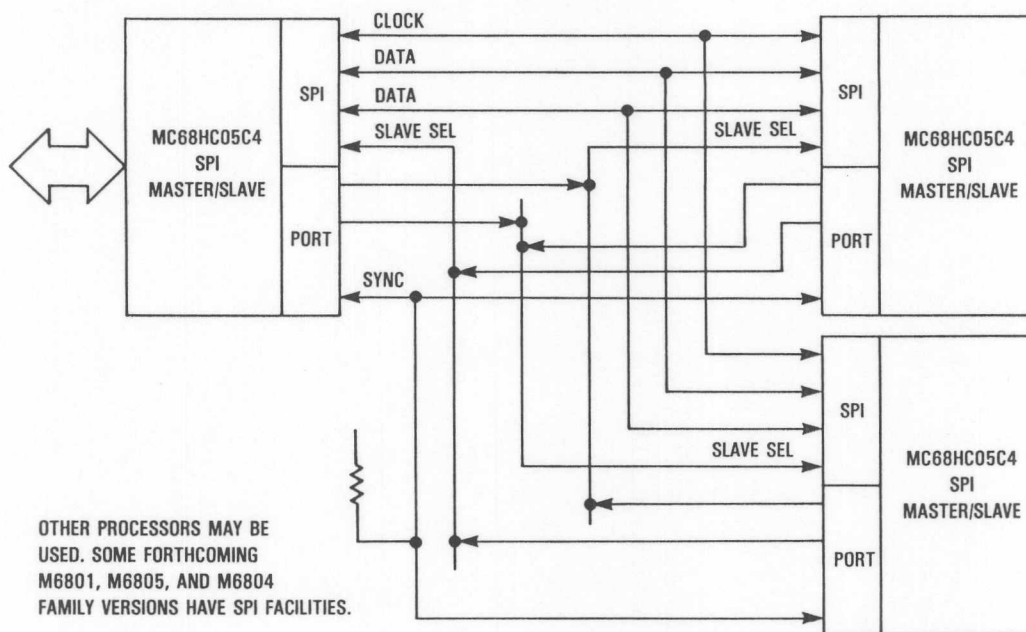 CLOCK
DATA
DATA
SLAVE SEL
SPI
MC68HC05C4
SPI
MASTER/SLAVE
PORT
SYNC
SLAVE SEL
SPI
MC68HC05C4
SPI
MASTER/SLAVE
PORT
SLAVE SEL
SPI
MC68HC05C4
SPI
MASTER/SLAVE
PORT
OTHER PROCESSORS MAY BE
USED. SOME FORTHCOMING
M6801, M6805, AND M6804
FAMILY VERSIONS HAVE SPI FACILITIES.